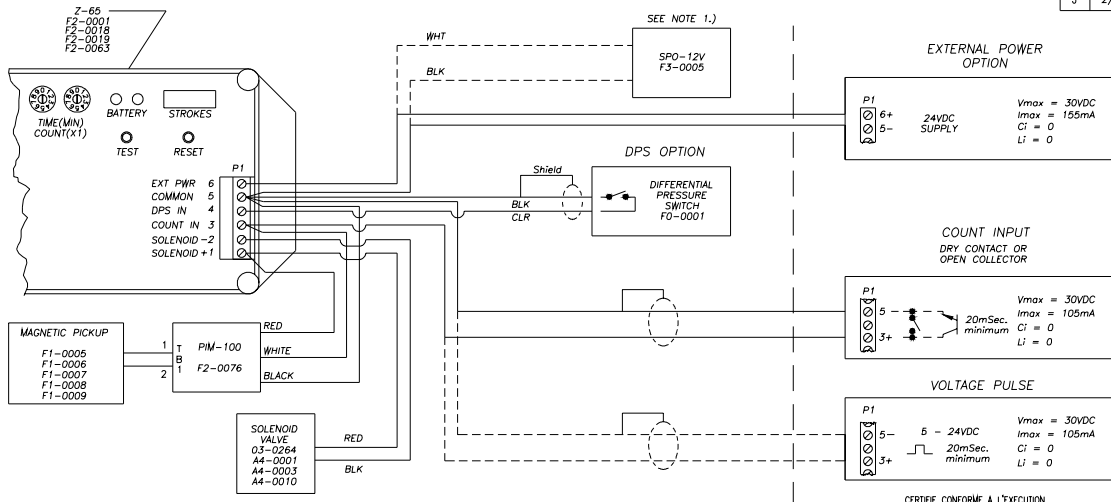 Z-65
F2-0001
F2-0018
F2-0019
F2-0063
TIME(MIN)
COUNT(X1)
BATTERY
STROKES
TEST
RESET
P1
EXT PWR 6
COMMON 5
DPS IN 4
COUNT IN 3
SOLENOID -2
SOLENOID +1
MAGNETIC PICKUP
F1-0005
F1-0006
F1-0007
F1-0008
F1-0009
1
2
T
B
1
PIM-100
F2-0076
RED
WHITE
BLACK
SOLENOID
VALVE
03-0264
A4-0001
A4-0003
A4-0010
RED
BLK
WHT
BLK
SEE NOTE 1.)
SPO-12V
F3-0005
DPS OPTION
Shield
BLK
CLR
DIFFERENTIAL
PRESSURE
SWITCH
F0-0001
EXTERNAL POWER
OPTION
P1
6+
5-
24VDC
SUPPLY
Vmax = 30VDC
Imax = 155mA
Ci = 0
Li = 0
COUNT INPUT
DRY CONTACT OR
OPEN COLLECTOR
P1
5
3+
20mSec.
minimum
Vmax = 30VDC
Imax = 105mA
Ci = 0
Li = 0
VOLTAGE PULSE
P1
5-
3+
5 - 24VDC
20mSec.
minimum
Vmax = 30VDC
Imax = 105mA
Ci = 0
Li = 0
CERTIFIE CONFORME A L'EXECUTION